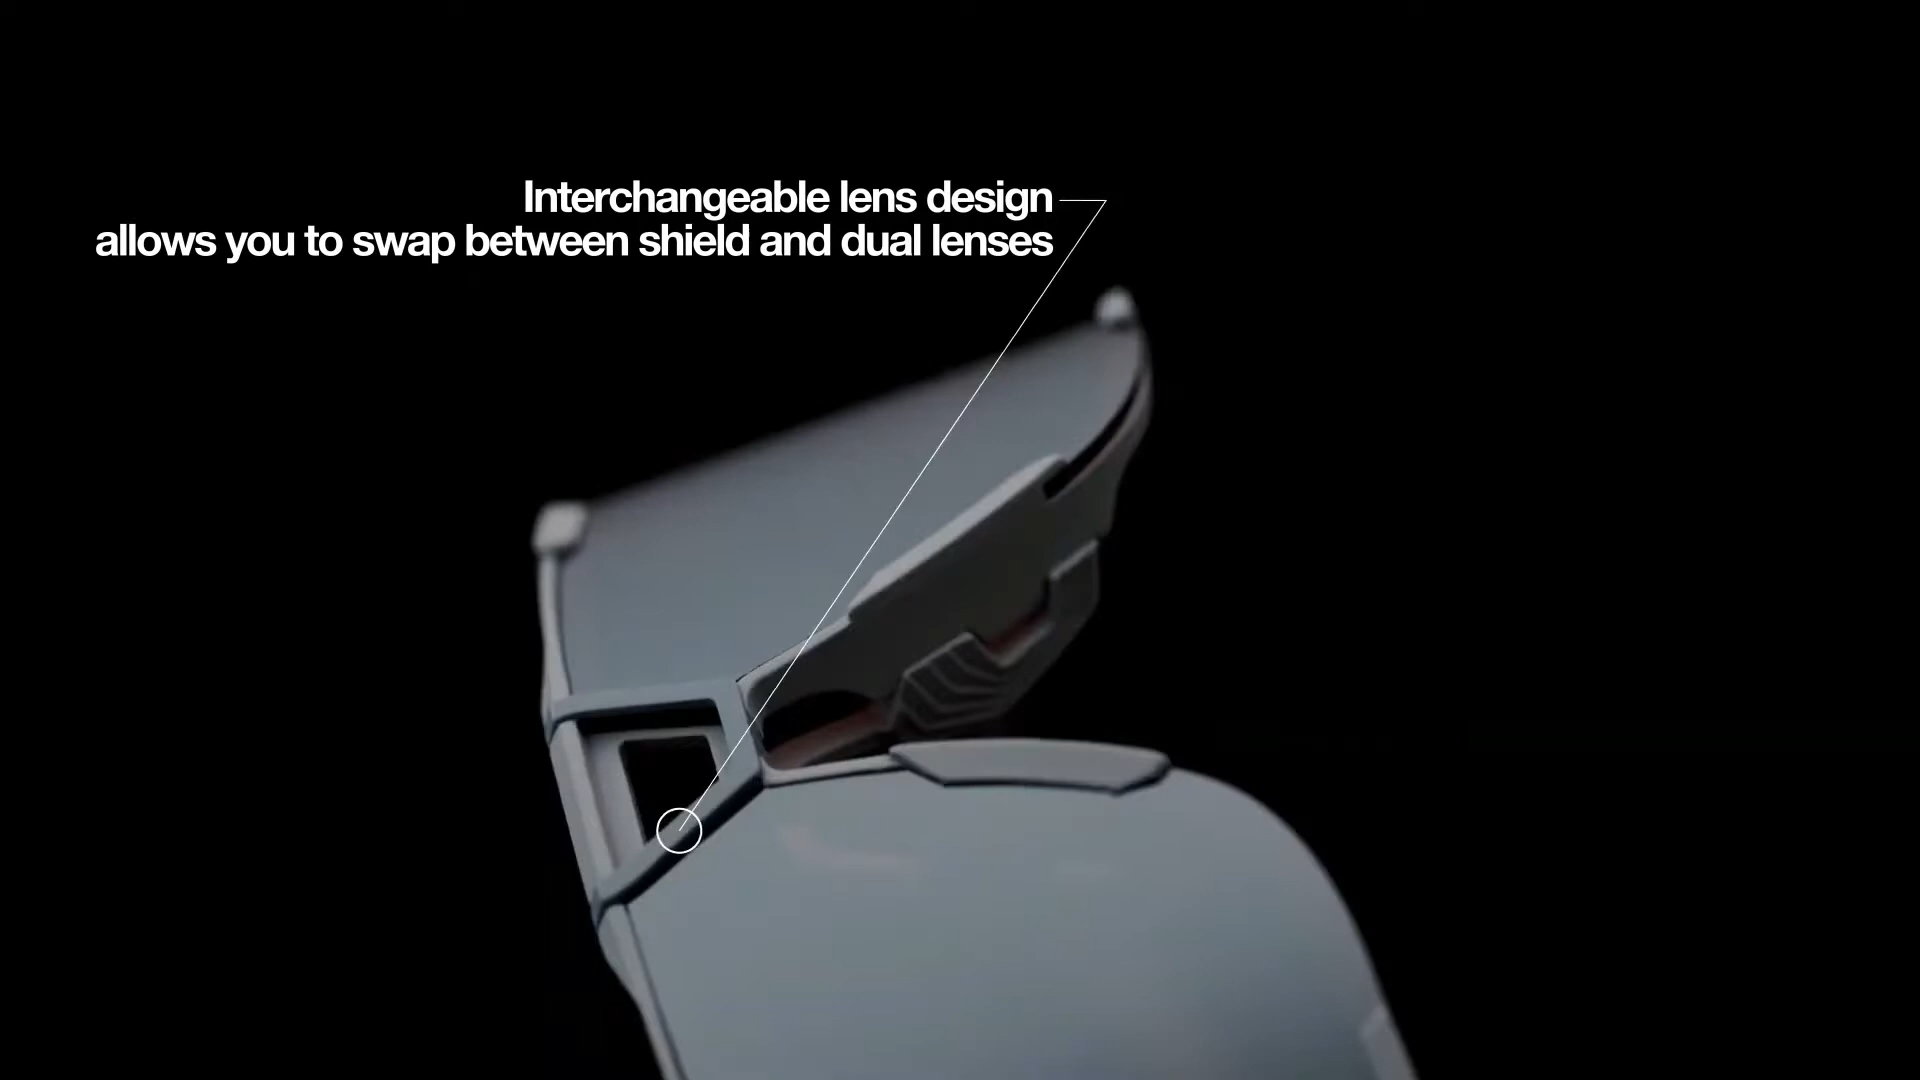 Interchangeable lens design
allows you to swap between shield and dual lenses